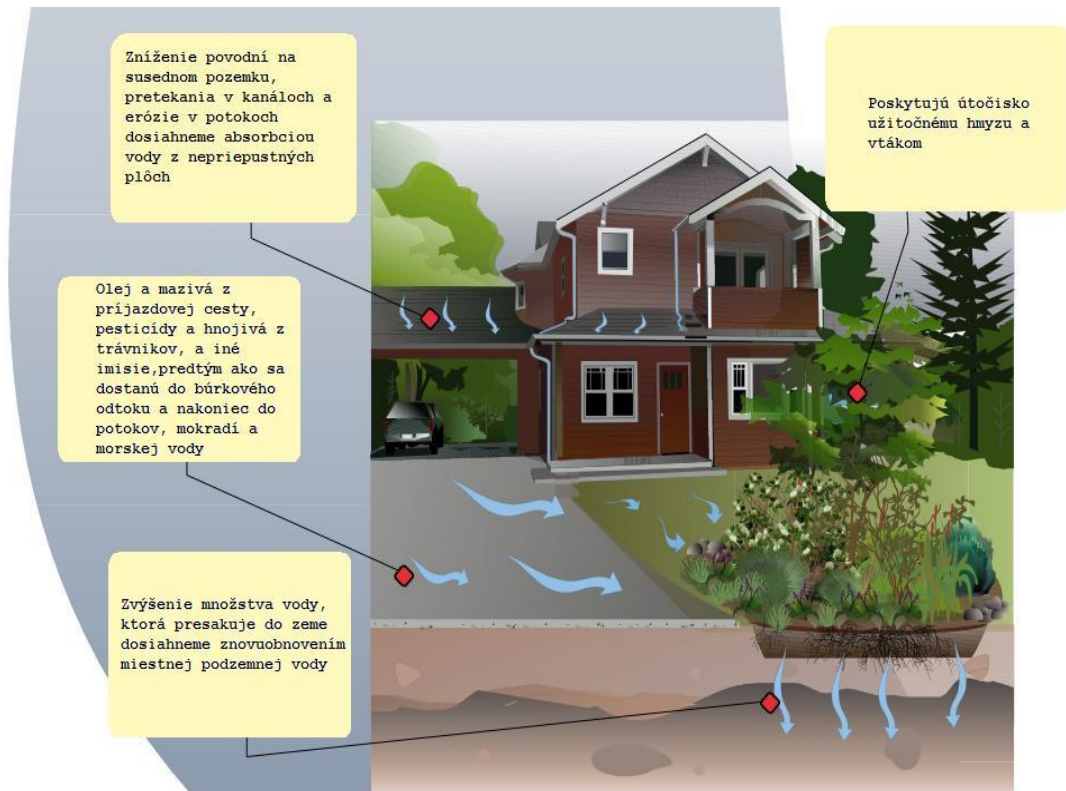 Zníženie povodní na
susednom pozemku,
pretekania v kanáloch a
erózie v potokoch
dosiahneme absorbciou
vody z nepriepustných
plôch
Poskytujú útočisko
užitočnému hmyzu a
vtákom
Olej a mazivá z
príjazdovej cesty,
pesticídy a hnojivá z
trávnikov, a iné
imisie,predtým ako sa
dostanú do búrkového
odtoku a nakoniec do
potokov, mokradí a
morskej vody
Zvýšenie množstva vody,
ktorá presakuje do zeme
dosiahneme znovuobnovením
miestnej podzemnej vody